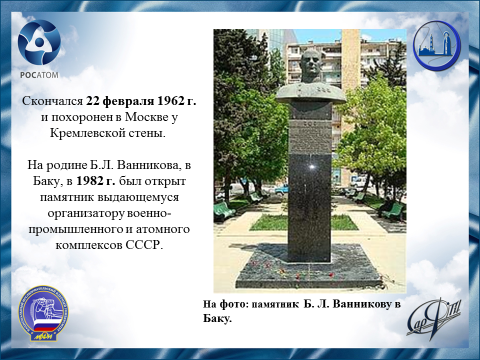 РОСАТОМ
Скончался 22 февраля 1962 г.
и похоронен в Москве у
Кремлевской стены.
На родине Б.Л. Ванникова, в
Баку, в 1982 г. был открыт
памятник выдающемуся
организатору военно-
промышленного и атомного
комплексов СССР.
На фото: памятник Б. Л. Ванникову в
Баку.